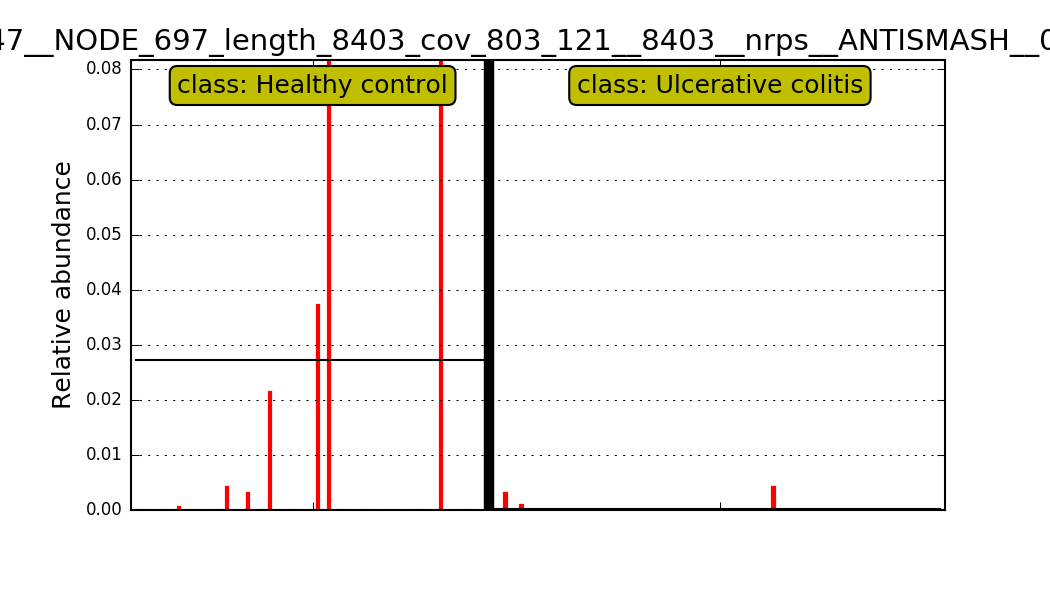 47__NODE_697_length_8403_cov_803_121__8403__nrps__ANTISMASH__0
class: Healthy control
class: Ulcerative colitis
Relative abundance
0.08
0.07
0.06
0.05
0.04
0.03
0.02
0.01
0.00